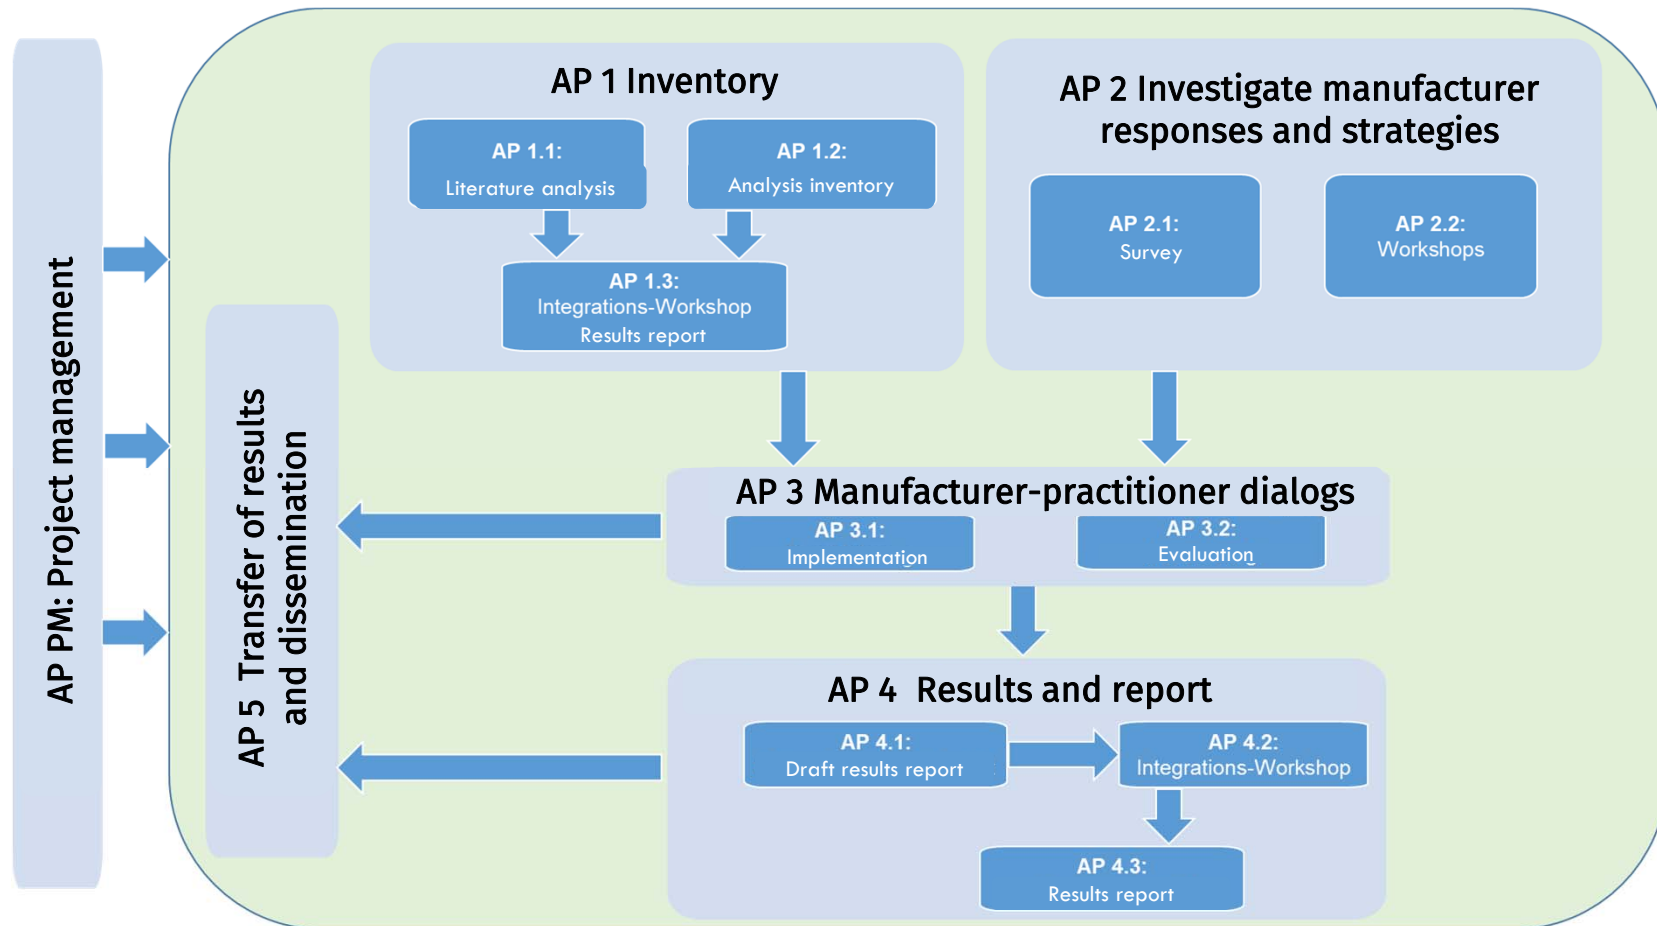 AP PM: Project management
AP 1 Inventory
AP 1.1:
Literature analysis
AP 1.2:
Analysis inventory
AP 1.3:
Integrations-Workshop
Results report
AP 2 Investigate manufacturer
responses and strategies
AP 2.1:
Survey
AP 2.2:
Workshops
AP 3 Manufacturer-practitioner dialogs
AP 3.1:
Implementation
AP 3.2:
Evaluation
AP 5 Transfer of results
and dissemination
AP 4 Results and report
AP 4.1:
Draft results report
AP 4.2:
Integrations-Workshop
AP 4.3:
Results report